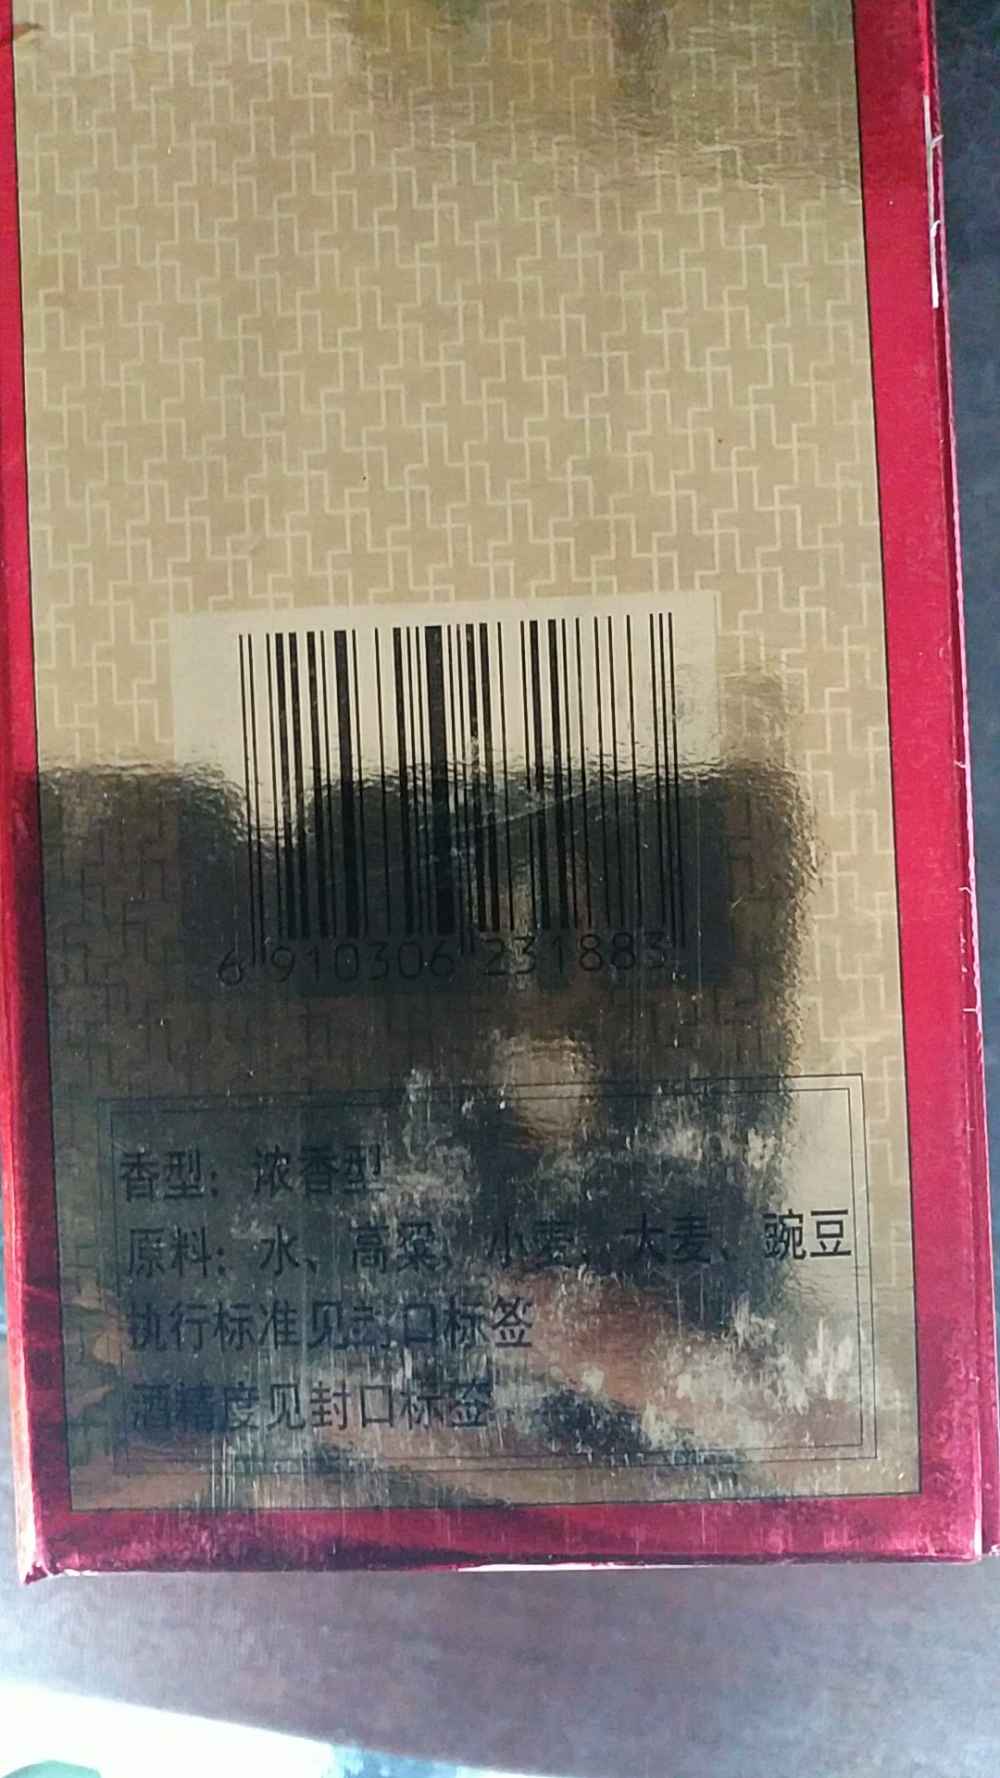 6 910306 231883
香型：浓香型
原料：水、高粱、小麦、大麦、豌豆
执行标准见封口标签
酒精度见封口标签